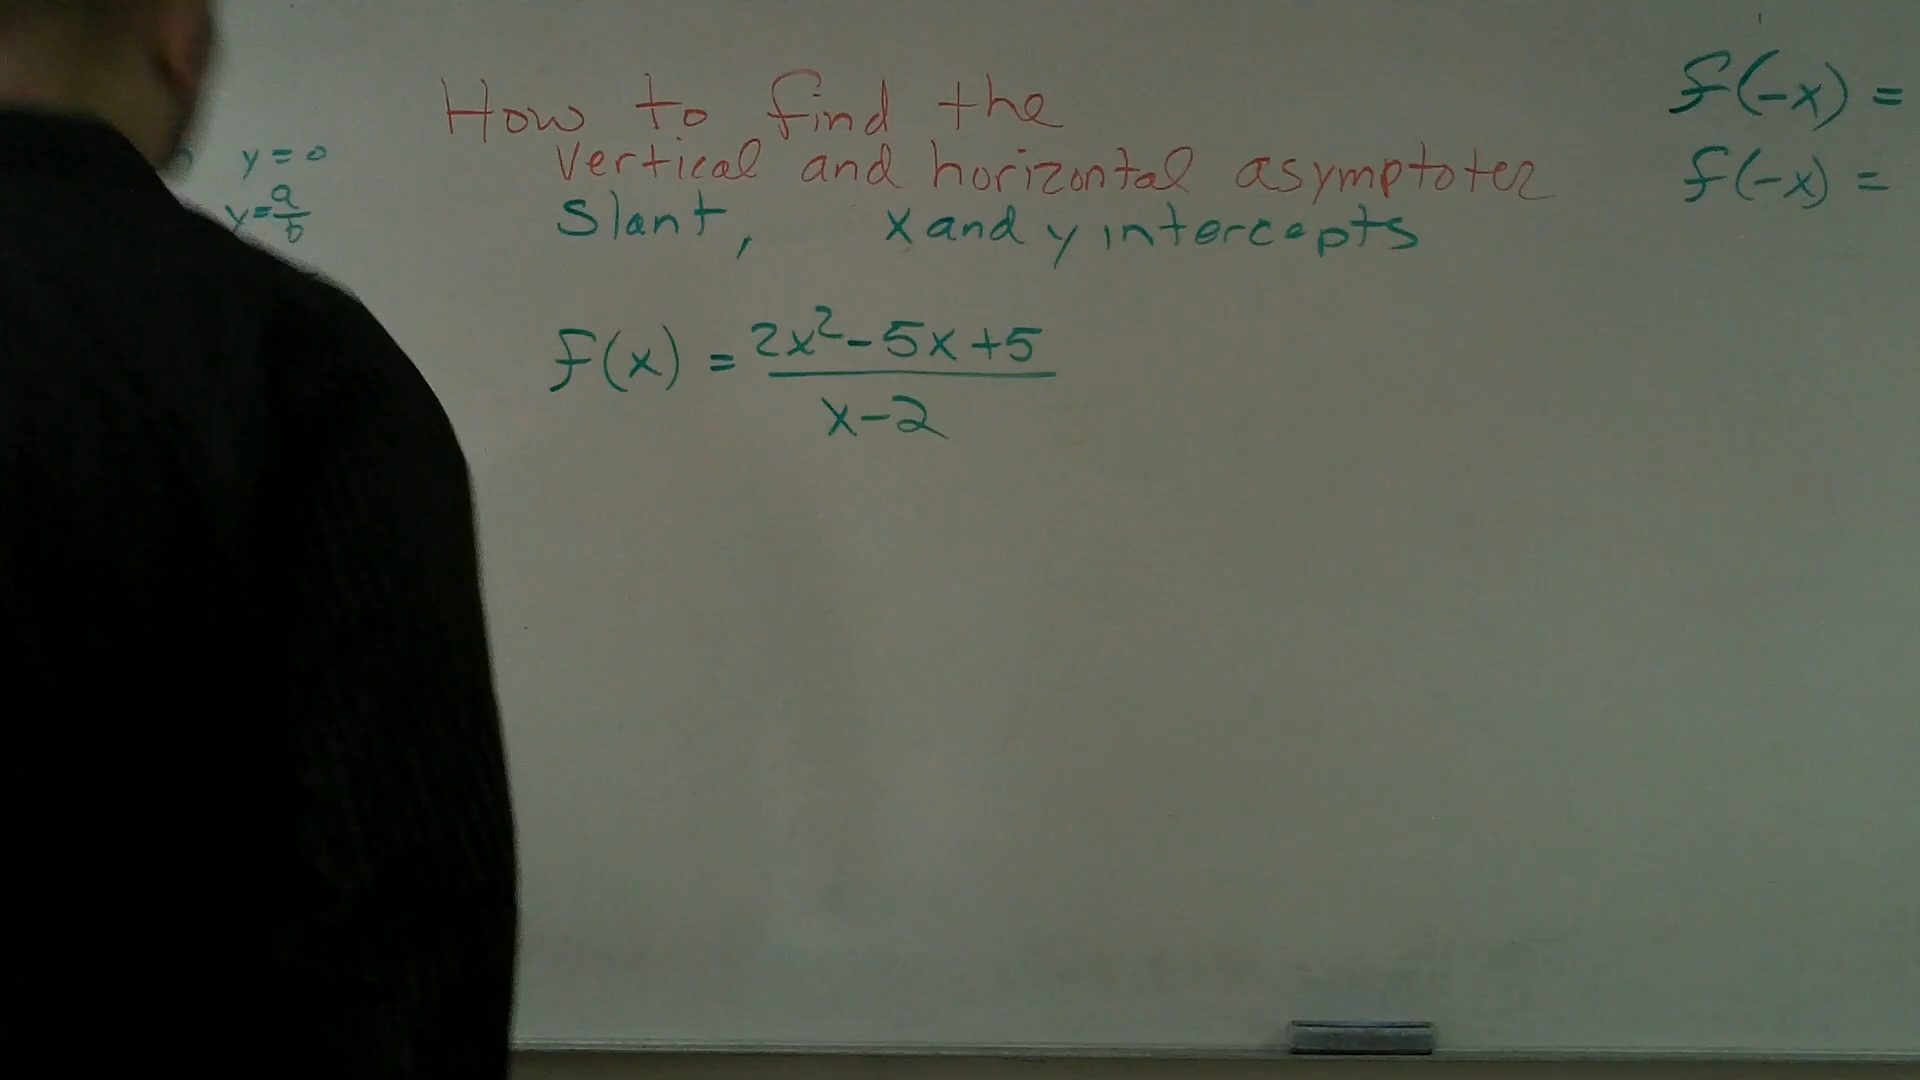 How to find the
vertical and horizontal asymptotes
slant, x and y intercepts
f(x) = 2x²-5x+5
x-2
y=0
y=a
b
f(-x) =
f(-x) =